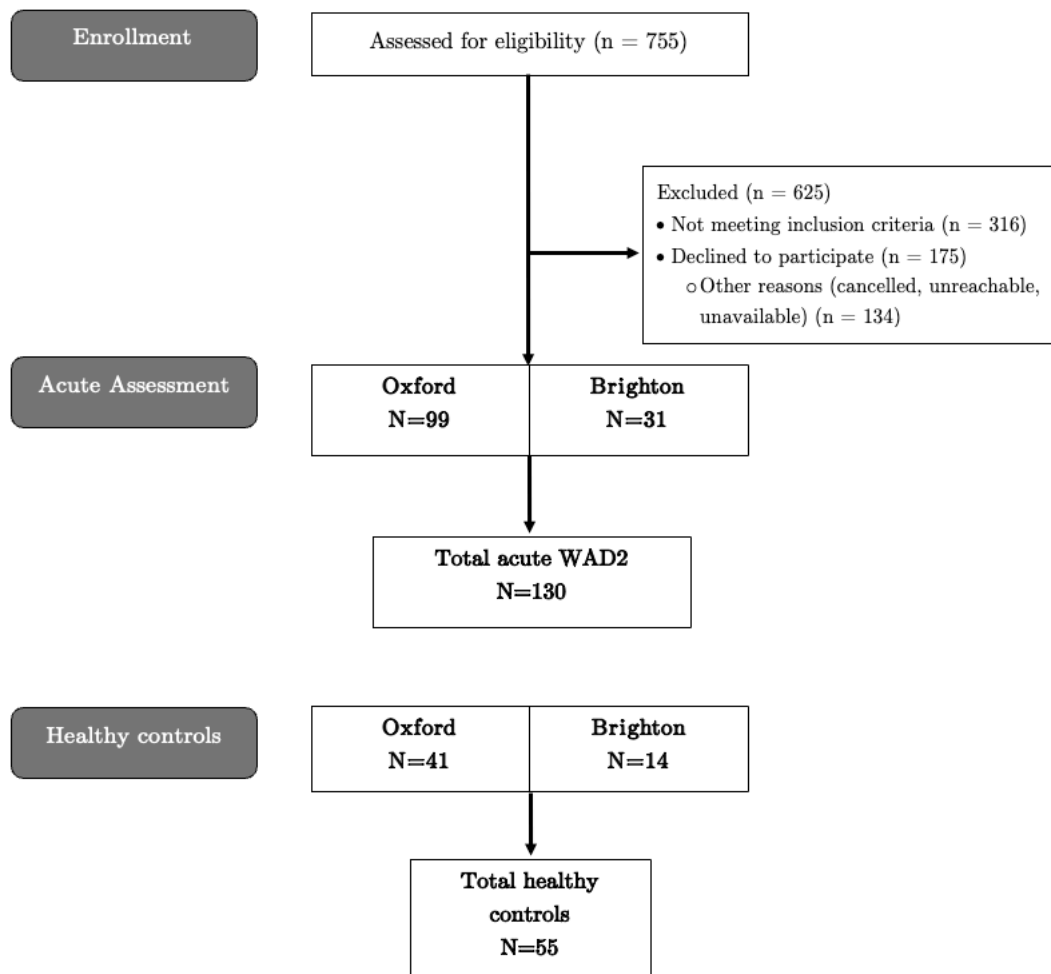 Enrollment
Assessed for eligibility (n = 755)
Excluded (n = 625)
• Not meeting inclusion criteria (n = 316)
• Declined to participate (n = 175)
○ Other reasons (cancelled, unreachable,
unavailable) (n = 134)
Acute Assessment
Oxford
N=99
Brighton
N=31
Total acute WAD2
N=130
Healthy controls
Oxford
N=41
Brighton
N=14
Total healthy
controls
N=55